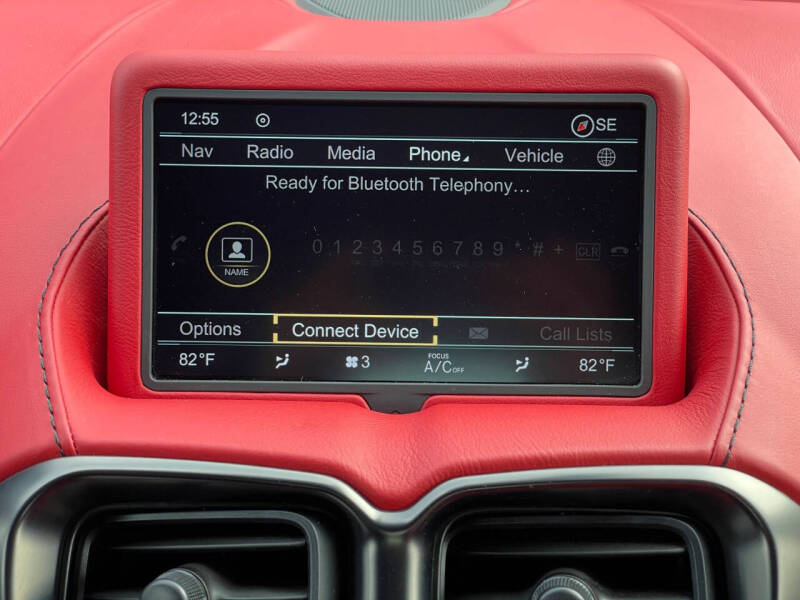 12:55 SE
Nav Radio Media Phone Vehicle
Ready for Bluetooth Telephony...
0 1 2 3 4 5 6 7 8 9 * # + CLR
NAME
Options Connect Device Call Lists
82°F 3 FOCUS A/C OFF 82°F